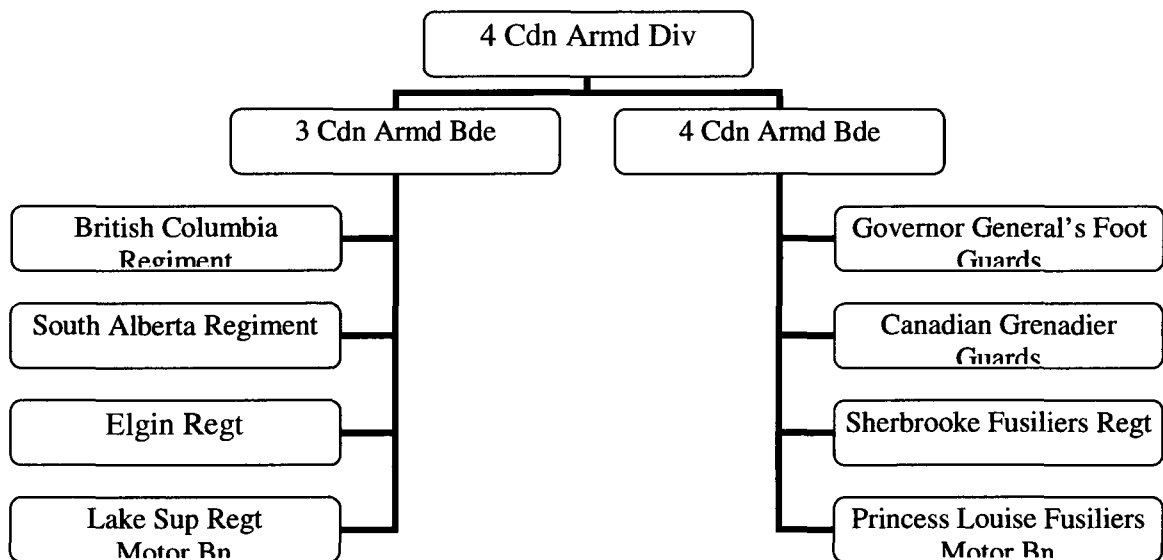 4 Cdn Armd Div
3 Cdn Armd Bde
4 Cdn Armd Bde
British Columbia
Regiment
South Alberta Regiment
Elgin Regt
Lake Sup Regt
Motor Bn
Governor General's Foot
Guards
Canadian Grenadier
Guards
Sherbrooke Fusiliers Regt
Princess Louise Fusiliers
Motor Bn